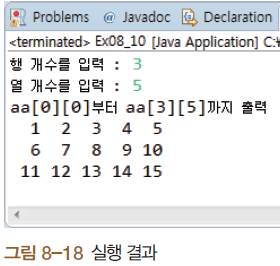 Problems @ Javadoc Declaration
<terminated> Ex08_10 [Java Application] C:\
행 개수를 입력 : 3
열 개수를 입력 : 5
aa[0][0]부터 aa[3][5]까지 출력
1 2 3 4 5
6 7 8 9 10
11 12 13 14 15
그림 8-18 실행 결과